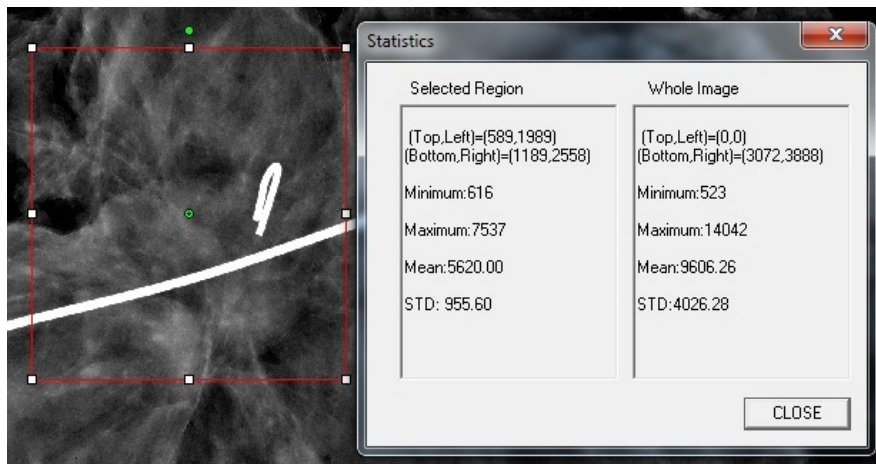 Statistics
Selected Region
(Top,Left)=(589,1989)
(Bottom,Right)=(1189,2558)
Minimum:616
Maximum:7537
Mean:5620.00
STD: 955.60
Whole Image
(Top,Left)=(0,0)
(Bottom,Right)=(3072,3888)
Minimum:523
Maximum:14042
Mean:9606.26
STD:4026.28
CLOSE